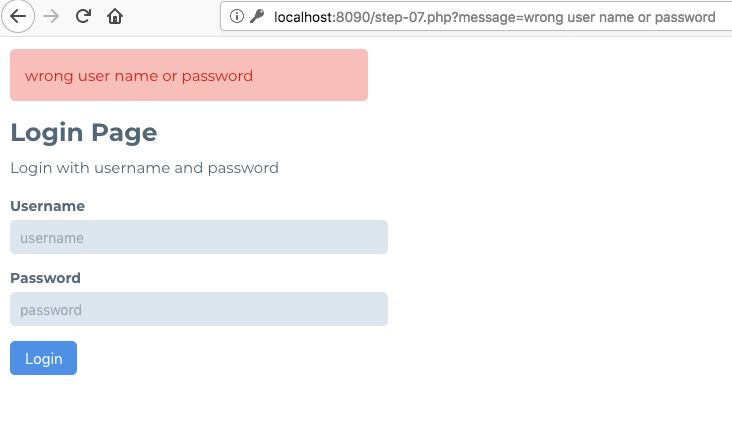 localhost:8090/step-07.php?message=wrong user name or password
wrong user name or password
Login Page
Login with username and password
Username
username
Password
password
Login